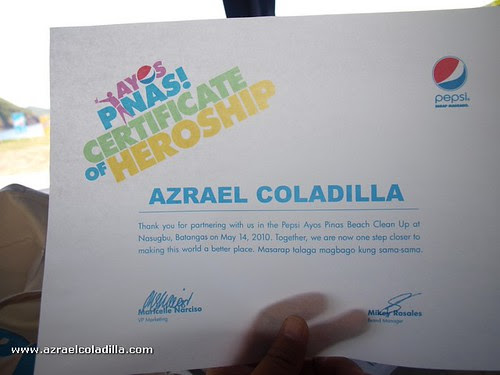 AYOS
PINAS!
CERTIFICATE
OF HEROSHIP
pepsi.
AZRAEL COLADILLA
Thank you for partnering with us in the Pepsi Ayos Pinas Beach Clean Up at
Nasugbu, Batangas on May 14, 2010. Together, we are now one step closer to
making this world a better place. Masarap talaga magbago kung sama-sama.
Maricelle Narciso
VP Marketing
Mikey Rosales
Brand Manager
www.azraelcoladilla.com